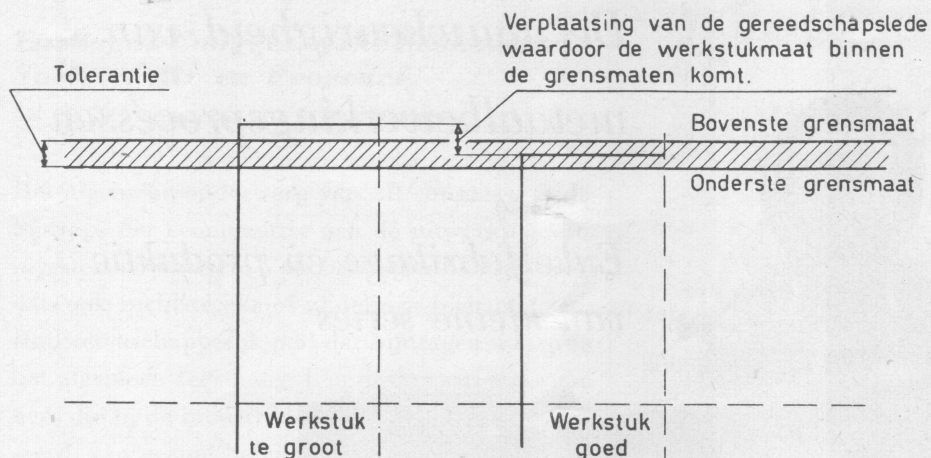 Verplaatsing van de gereedschapslede
waardoor de werkstukmaat binnen
de grensmaten komt.
Tolerantie
Bovenste grensmaat
Onderste grensmaat
Werkstuk
te groot
Werkstuk
goed